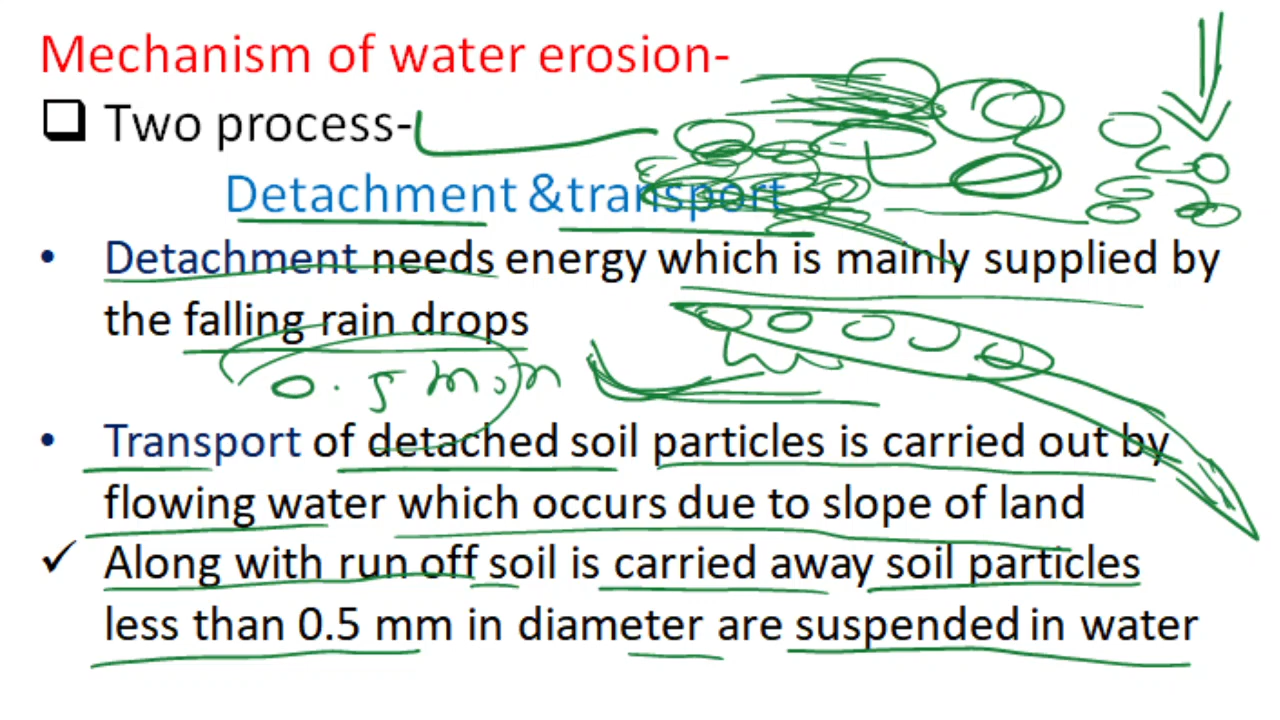 Mechanism of water erosion-
Two process-
Detachment &transport
• Detachment needs energy which is mainly supplied by
the falling rain drops
0.5 mm
• Transport of detached soil particles is carried out by
flowing water which occurs due to slope of land
✓ Along with run off soil is carried away soil particles
less than 0.5 mm in diameter are suspended in water